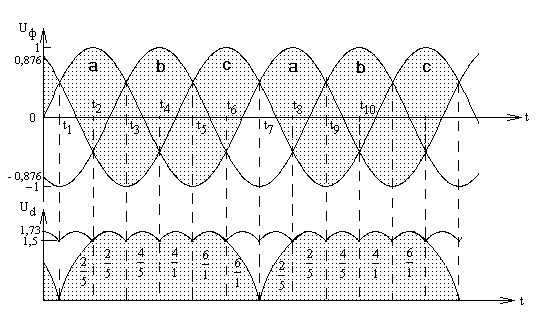 Uф
1
0,876
a b c a b c
t2 t4 t6 t8 t10
0 t
t1 t3 t5 t7 t9
-0,876
-1
Ud
1,73
1,5
2/5 2/5 4/5 4/1 6/1 6/1 2/5 2/5 4/5 4/1 6/1
t